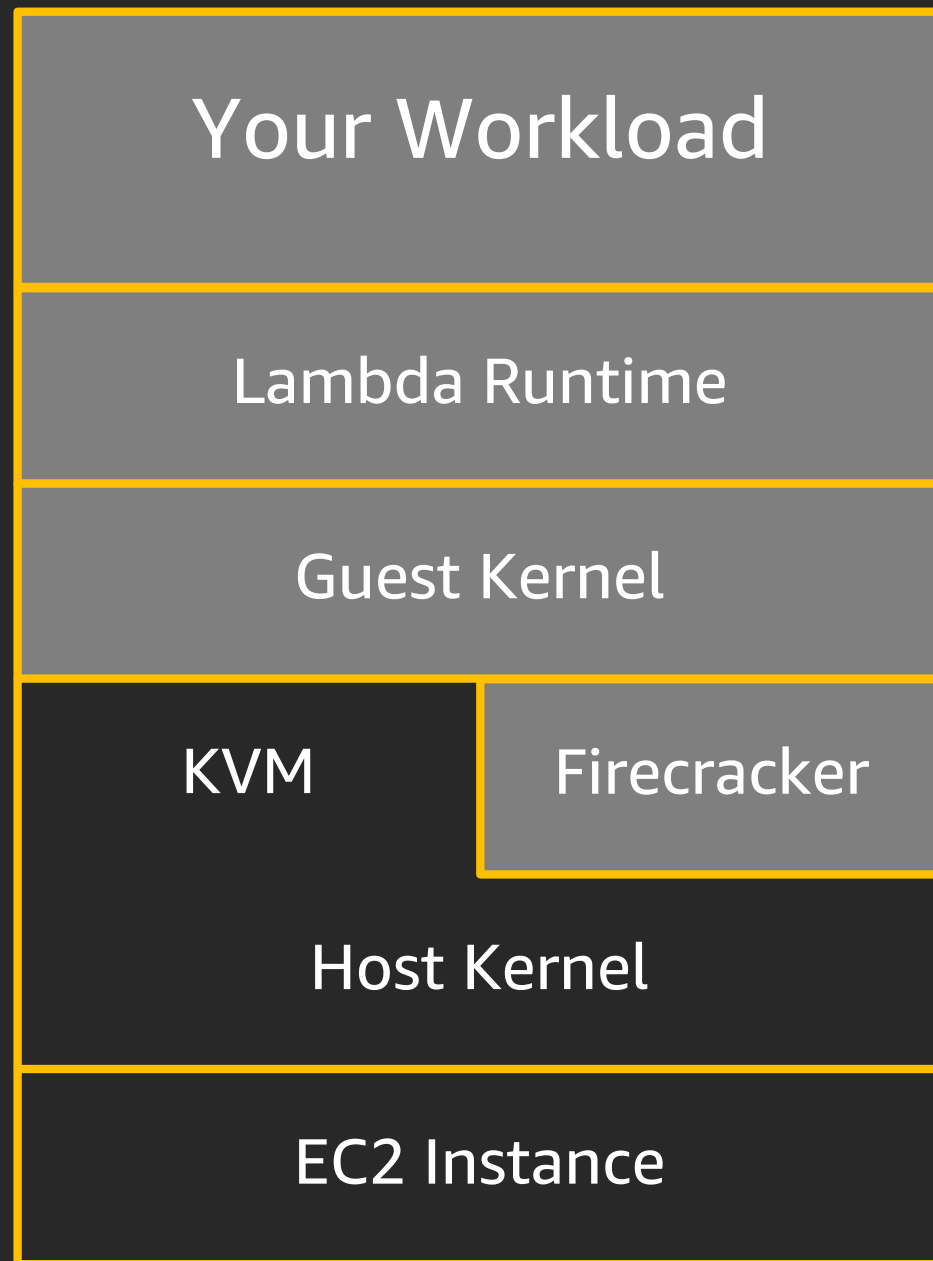 Your Workload
Lambda Runtime
Guest Kernel
KVM
Firecracker
Host Kernel
EC2 Instance